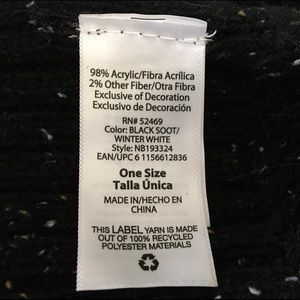 98% Acrylic/Fibra Acrílica
2% Other Fiber/Otra Fibra
Exclusive of Decoration
Exclusivo de Decoración
RN# 52469
Color: BLACK SOOT/
WINTER WHITE
Style: NB193324
EAN/UPC 6 1156612836
One Size
Talla Única
MADE IN/HECHO EN
CHINA
THIS LABEL YARN IS MADE
OUT OF 100% RECYCLED
POLYESTER MATERIALS